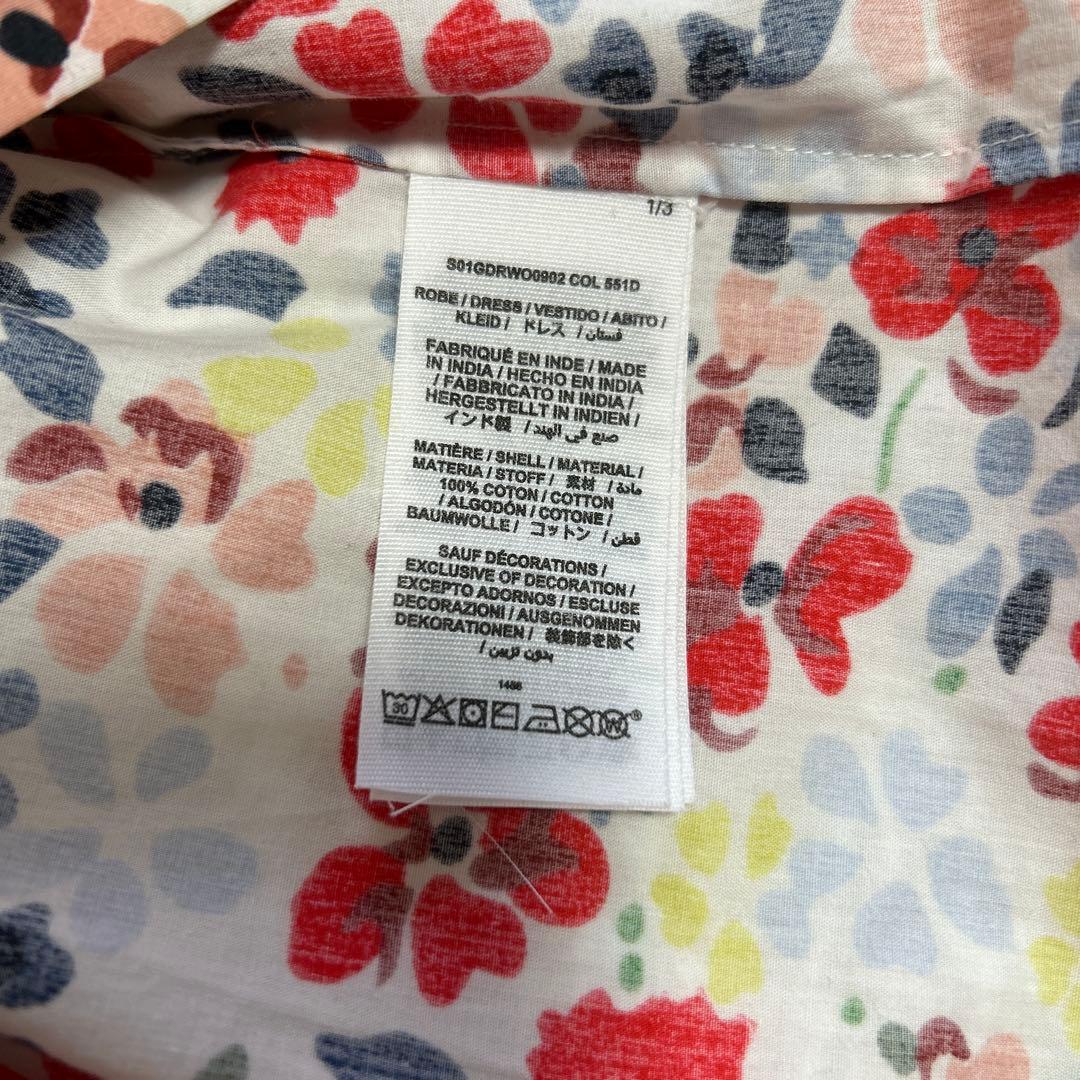 1/3
S01GDRWO0902 COL 551D
ROBE / DRESS / VESTIDO / ABITO /
KLEID / ドレス / فستان /
FABRIQUÉ EN INDE / MADE
IN INDIA / HECHO EN INDIA
/ FABBRICATO IN INDIA /
HERGESTELLT IN INDIEN /
インド製 / صنع في الهند /
MATIÈRE / SHELL / MATERIAL /
MATERIA / STOFF / 素材 / مادة /
100% COTON / COTTON
/ ALGODÓN / COTONE /
BAUMWOLLE / コットン / قطن /
SAUF DÉCORATIONS /
EXCLUSIVE OF DECORATION /
EXCEPTO ADORNOS / ESCLUSE
DECORAZIONI / AUSGENOMMEN
DEKORATIONEN / 装飾部を除く
/ بدون تزيين /
1486
30 W ®